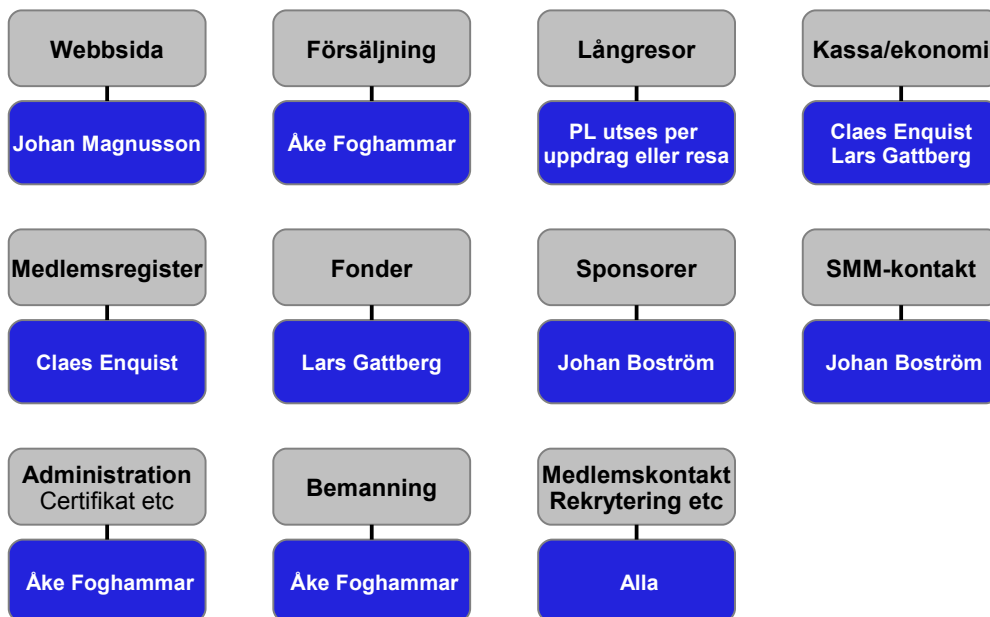 Webbsida
Försäljning
Långresor
Kassa/ekonomi
Johan Magnusson
Åke Foghammar
PL utses per
uppdrag eller resa
Claes Enquist
Lars Gattberg
Medlemsregister
Fonder
Sponsorer
SMM-kontakt
Claes Enquist
Lars Gattberg
Johan Boström
Johan Boström
Administration
Certifikat etc
Bemanning
Medlemskontakt
Rekrytering etc
Åke Foghammar
Åke Foghammar
Alla